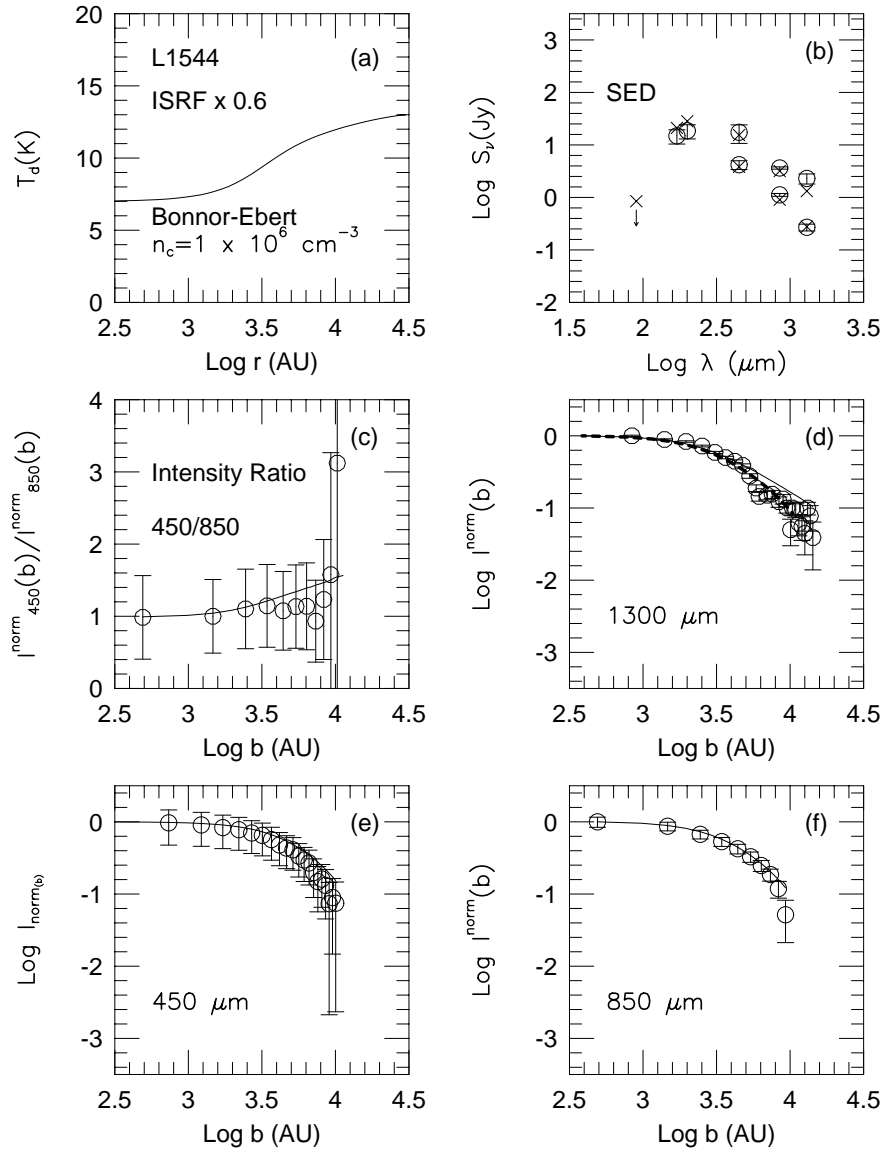 20
15
10
5
0
T_d(K)
L1544
(a)
ISRF x 0.6
Bonnor-Ebert
n_c=1 x 10^6 cm^-3
2.5 3 3.5 4 4.5
Log r (AU)
3
2
1
0
-1
-2
Log S_ν(Jy)
(b)
SED
1.5 2 2.5 3 3.5
Log λ (μm)
4
3
2
1
0
I^norm_450(b)/I^norm_850(b)
(c)
Intensity Ratio
450/850
2.5 3 3.5 4 4.5
Log b (AU)
0
-1
-2
-3
Log I^norm(b)
(d)
1300 μm
2.5 3 3.5 4 4.5
Log b (AU)
0
-1
-2
-3
Log I_norm(b)
(e)
450 μm
2.5 3 3.5 4 4.5
Log b (AU)
0
-1
-2
-3
Log I^norm(b)
(f)
850 μm
2.5 3 3.5 4 4.5
Log b (AU)